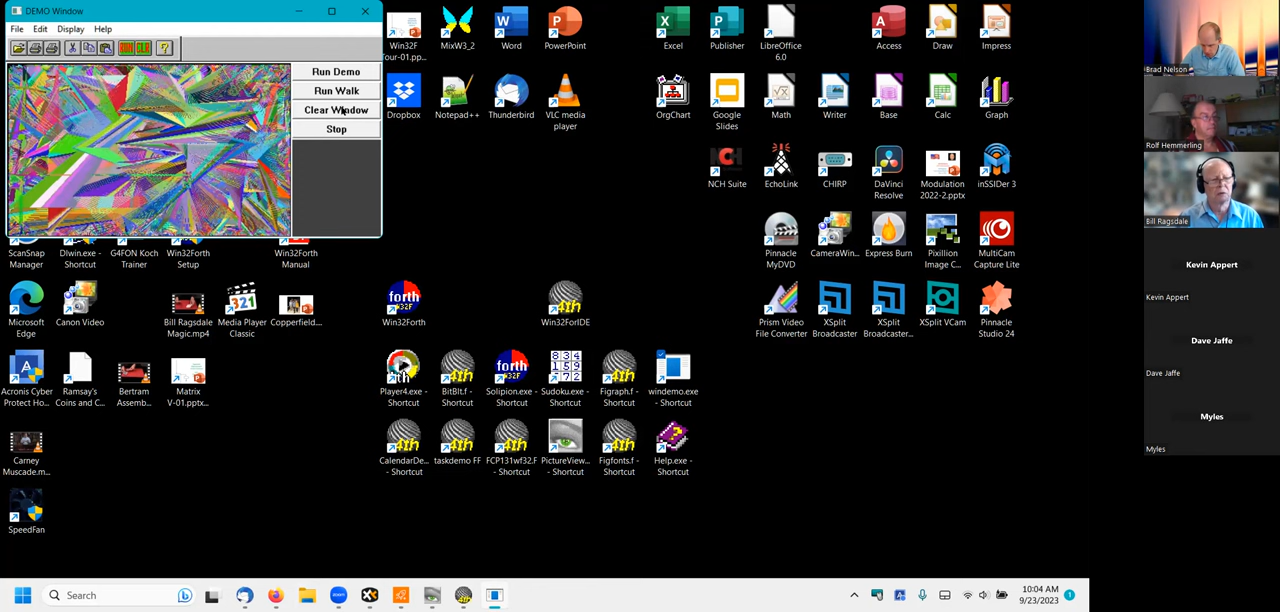 DEMO Window
File Edit Display Help
RUN CLR
Run Demo
Run Walk
Clear Window
Stop
Win32F
Tour-01.pp...
MixW3_2
Word
PowerPoint
Excel
Publisher
LibreOffice
6.0
Access
Draw
Impress
Dropbox
Notepad++
Thunderbird
VLC media
player
OrgChart
Google
Slides
Math
Writer
Base
Calc
Graph
NCH Suite
EchoLink
CHIRP
DaVinci
Resolve
Modulation
2022-2.pptx
inSSIDer 3
ScanSnap
Manager
Dlwin.exe -
Shortcut
G4FON Koch
Trainer
Win32Forth
Setup
Win32Forth
Manual
Pinnacle
MyDVD
CameraWin...
Express Burn
Pixillion
Image C...
MultiCam
Capture Lite
Microsoft
Edge
Canon Video
Bill Ragsdale
Magic.mp4
Media Player
Classic
Copperfield...
Win32Forth
Win32ForIDE
Prism Video
File Converter
XSplit
Broadcaster
XSplit
Broadcaster...
XSplit VCam
Pinnacle
Studio 24
Acronis Cyber
Protect Ho...
Ramsay's
Coins and C...
Bertram
Assemb...
Matrix
V-01.pptx...
Player4.exe -
Shortcut
BitBlt.f -
Shortcut
Solipion.exe -
Shortcut
Sudoku.exe -
Shortcut
Figraph.f -
Shortcut
windemo.exe
- Shortcut
Carney
Muscade.m...
CalendarDe...
- Shortcut
taskdemo FF
FCP131wf32.F
- Shortcut
PictureView...
- Shortcut
Figfonts.f -
Shortcut
Help.exe -
Shortcut
SpeedFan
Search
10:04 AM
9/23/2023
1
Brad Nelson
Rolf Hemmerling
Bill Ragsdale
Kevin Appert
Kevin Appert
Dave Jaffe
Dave Jaffe
Myles
Myles